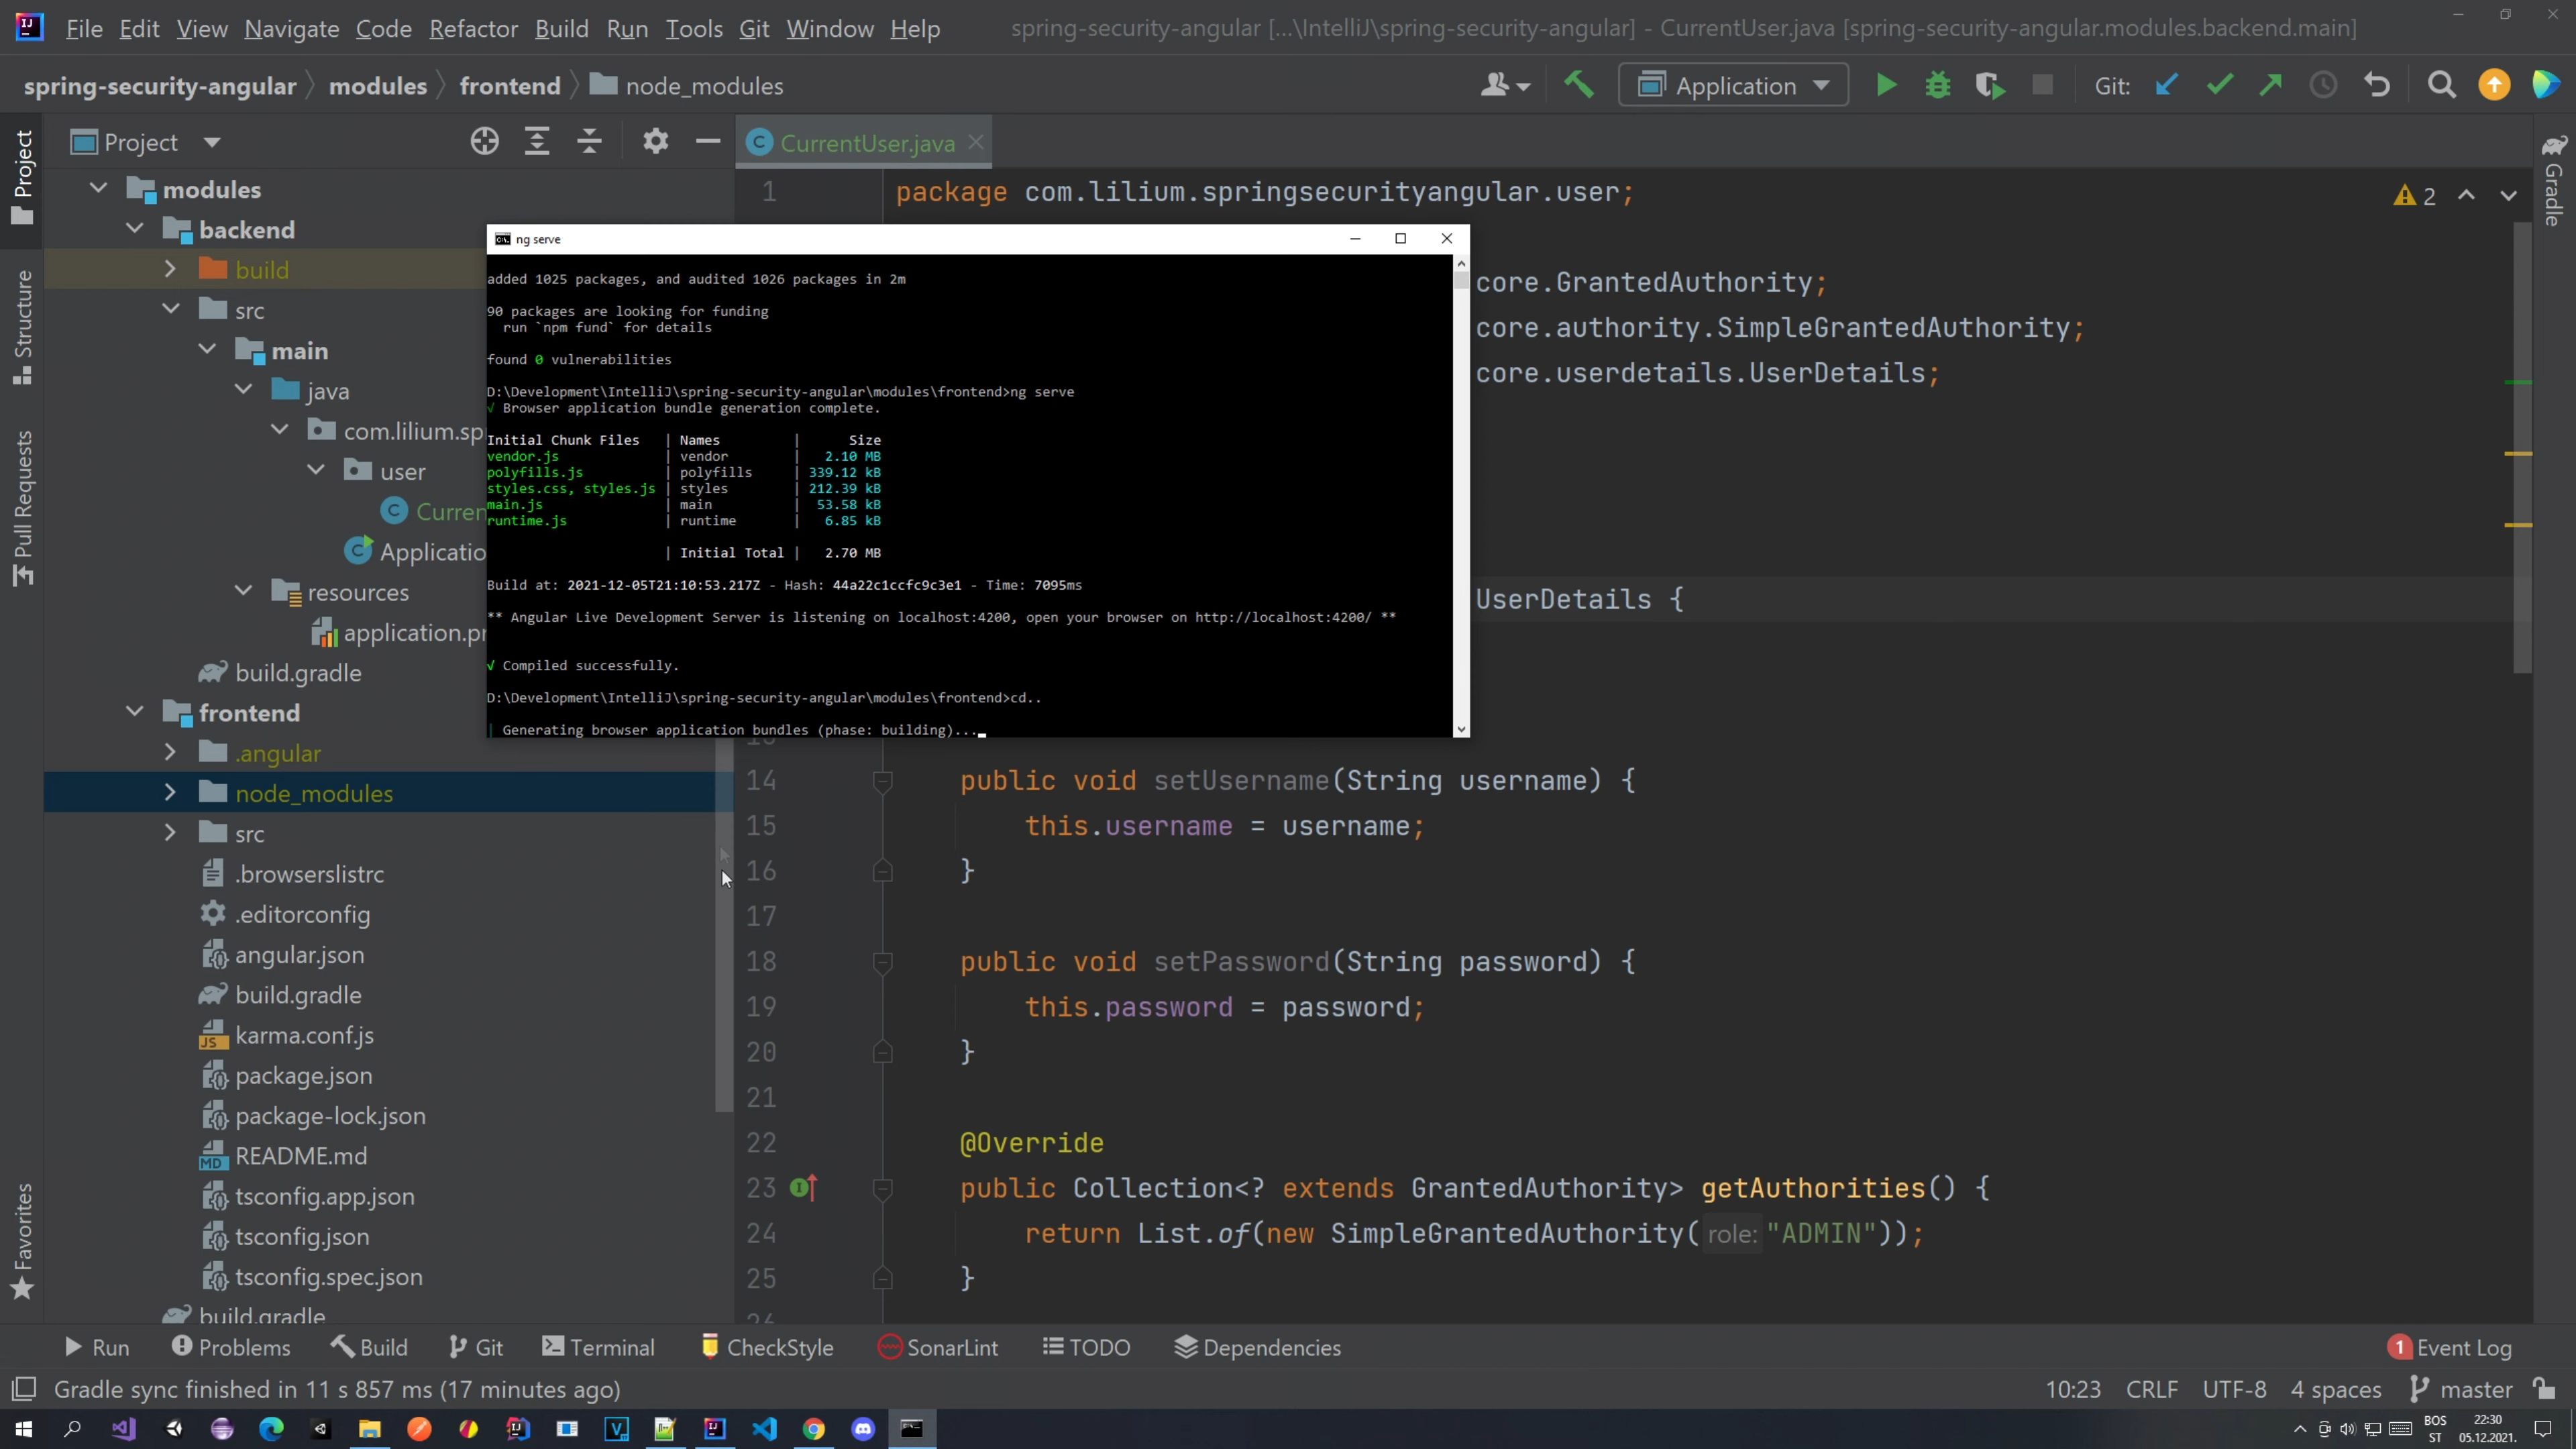 File Edit View Navigate Code Refactor Build Run Tools Git Window Help
spring-security-angular [...\IntelliJ\spring-security-angular] - CurrentUser.java [spring-security-angular.modules.backend.main]
spring-security-angular modules frontend node_modules
Application
Git:
Project
CurrentUser.java
Project
Structure
Pull Requests
Favorites
Gradle
modules
backend
build
src
main
java
com.lilium.sp
user
Curren
Applicatio
resources
application.pr
build.gradle
frontend
.angular
node_modules
src
.browserslistrc
.editorconfig
angular.json
build.gradle
karma.conf.js
package.json
package-lock.json
README.md
tsconfig.app.json
tsconfig.json
tsconfig.spec.json
build.gradle
ng serve
added 1025 packages, and audited 1026 packages in 2m
90 packages are looking for funding
run `npm fund` for details
found 0 vulnerabilities
D:\Development\IntelliJ\spring-security-angular\modules\frontend>ng serve
√ Browser application bundle generation complete.
Initial Chunk Files | Names | Size
vendor.js | vendor | 2.10 MB
polyfills.js | polyfills | 339.12 kB
styles.css, styles.js | styles | 212.39 kB
main.js | main | 53.58 kB
runtime.js | runtime | 6.85 kB
| Initial Total | 2.70 MB
Build at: 2021-12-05T21:10:53.217Z - Hash: 44a22c1ccfc9c3e1 - Time: 7095ms
** Angular Live Development Server is listening on localhost:4200, open your browser on http://localhost:4200/ **
√ Compiled successfully.
D:\Development\IntelliJ\spring-security-angular\modules\frontend>cd..
| Generating browser application bundles (phase: building)...
1 package com.lilium.springsecurityangular.user;
2
core.GrantedAuthority;
core.authority.SimpleGrantedAuthority;
core.userdetails.UserDetails;
UserDetails {
14 public void setUsername(String username) {
15 this.username = username;
16 }
17
18 public void setPassword(String password) {
19 this.password = password;
20 }
21
22 @Override
23 public Collection<? extends GrantedAuthority> getAuthorities() {
24 return List.of(new SimpleGrantedAuthority( role: "ADMIN"));
25 }
Run Problems Build Git Terminal CheckStyle SonarLint TODO Dependencies
1 Event Log
Gradle sync finished in 11 s 857 ms (17 minutes ago)
10:23 CRLF UTF-8 4 spaces master
BOS 22:30
ST 05.12.2021.